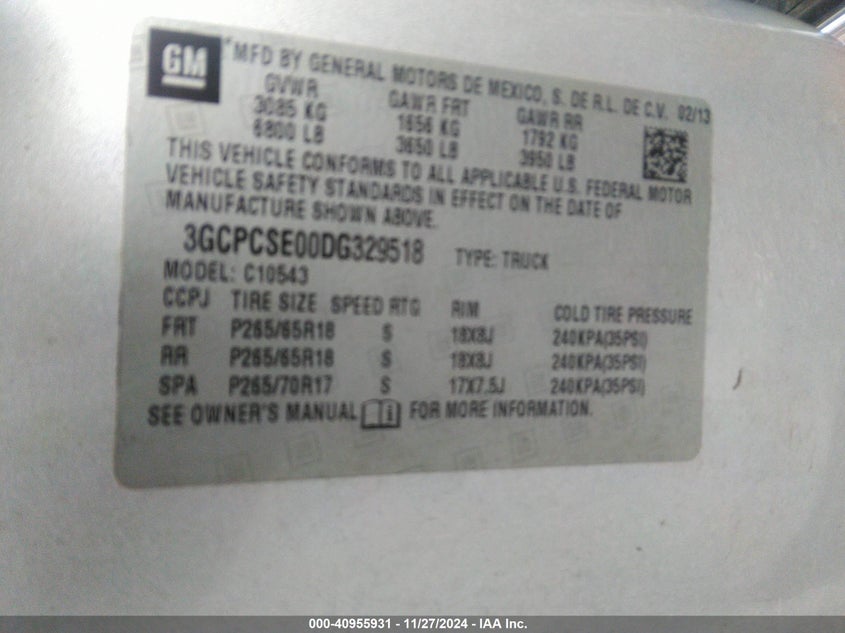 GM
*MFD BY GENERAL MOTORS DE MEXICO, S. DE R.L. DE C.V. 02/13
GVWR GAWR FRT GAWR RR
3085 KG 1656 KG 1792 KG
6800 LB 3650 LB 3950 LB
THIS VEHICLE CONFORMS TO ALL APPLICABLE U.S. FEDERAL MOTOR
VEHICLE SAFETY STANDARDS IN EFFECT ON THE DATE OF
MANUFACTURE SHOWN ABOVE.
3GCPCSE00DG329518 TYPE: TRUCK
MODEL: C10543
CCPJ TIRE SIZE SPEED RTG RIM COLD TIRE PRESSURE
FRT P265/65R18 S 18X8J 240KPA(35PSI)
RR P265/65R18 S 18X8J 240KPA(35PSI)
SPA P265/70R17 S 17X7.5J 240KPA(35PSI)
SEE OWNER'S MANUAL FOR MORE INFORMATION.
000-40955931 - 11/27/2024 - IAA Inc.